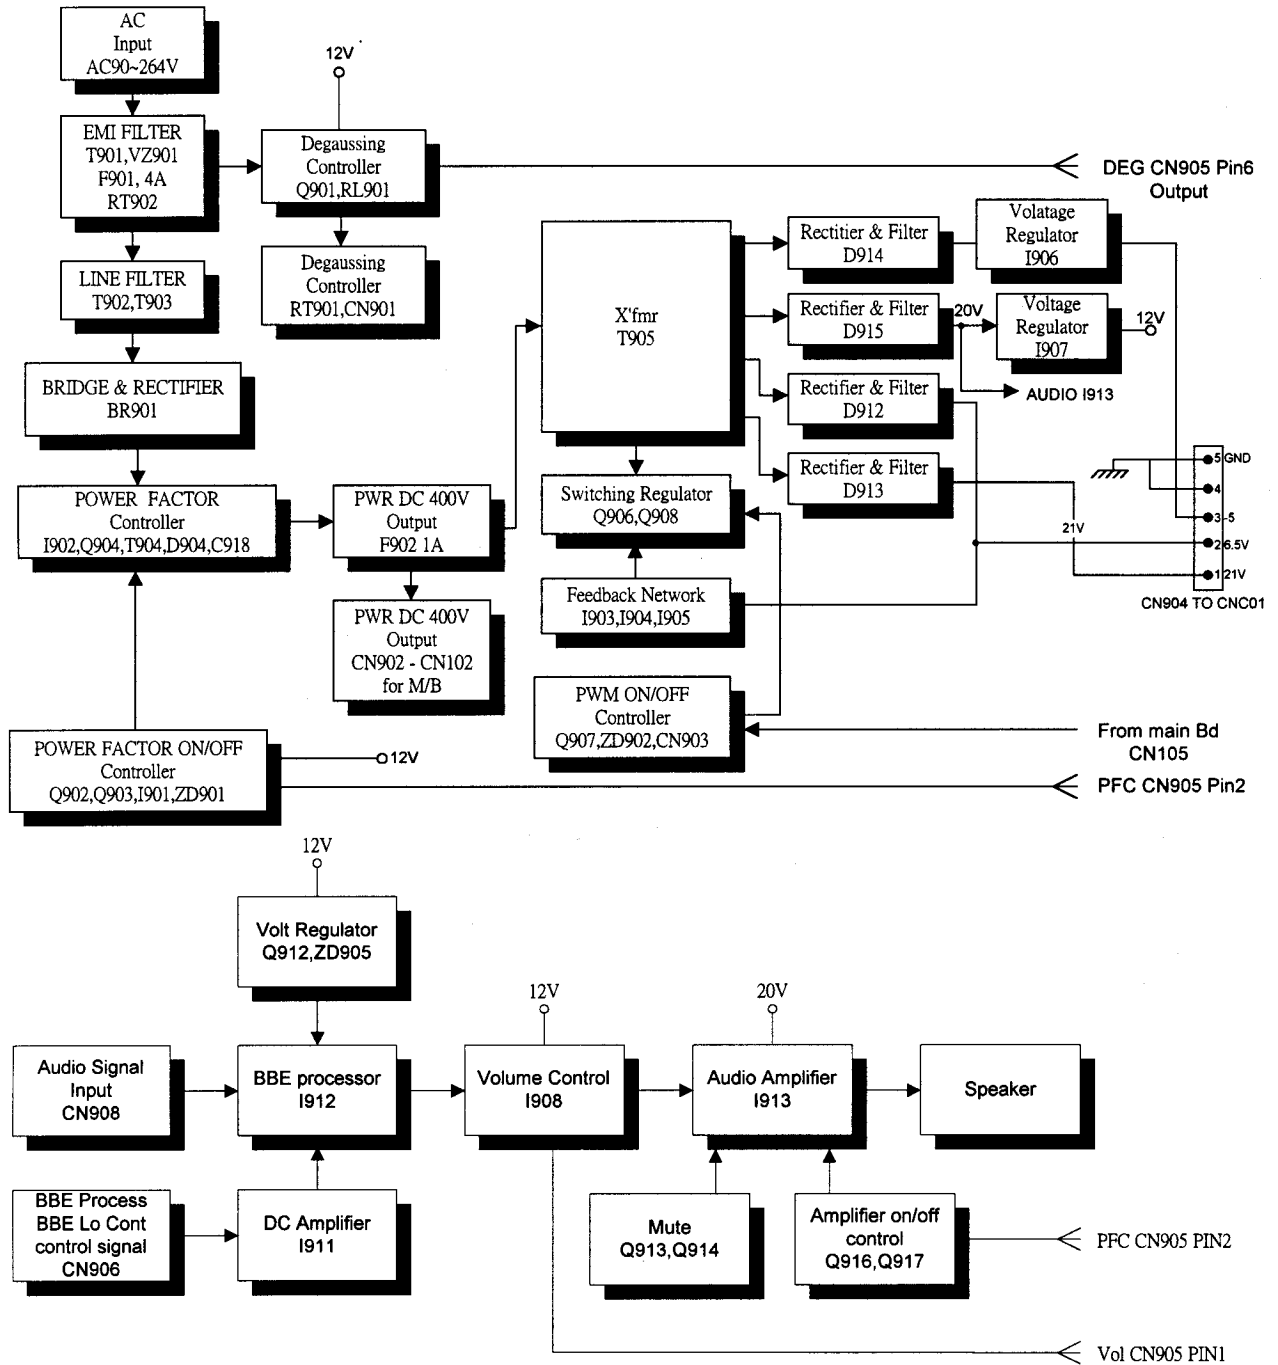 AC
Input
AC90~264V
12V
EMI FILTER
T901,VZ901
F901, 4A
RT902
Degaussing
Controller
Q901,RL901
DEG CN905 Pin6
Output
LINE FILTER
T902,T903
Degaussing
Controller
RT901,CN901
X'fmr
T905
Rectitier & Filter
D914
Volatage
Regulator
I906
Rectifier & Filter
D915
20V
Voltage
Regulator
I907
12V
AUDIO I913
BRIDGE & RECTIFIER
BR901
Rectifier & Filter
D912
Rectifier & Filter
D913
5 GND
4
3 -5
2 6.5V
1 21V
21V
CN904 TO CNC01
POWER FACTOR
Controller
I902,Q904,T904,D904,C918
PWR DC 400V
Output
F902 1A
Switching Regulator
Q906,Q908
PWR DC 400V
Output
CN902 - CN102
for M/B
Feedback Network
I903,I904,I905
PWM ON/OFF
Controller
Q907,ZD902,CN903
From main Bd
CN105
POWER FACTOR ON/OFF
Controller
Q902,Q903,I901,ZD901
12V
PFC CN905 Pin2
12V
Volt Regulator
Q912,ZD905
12V
20V
Audio Signal
Input
CN908
BBE processor
I912
Volume Control
I908
Audio Amplifier
I913
Speaker
BBE Process
BBE Lo Cont
control signal
CN906
DC Amplifier
I911
Mute
Q913,Q914
Amplifier on/off
control
Q916,Q917
PFC CN905 PIN2
Vol CN905 PIN1